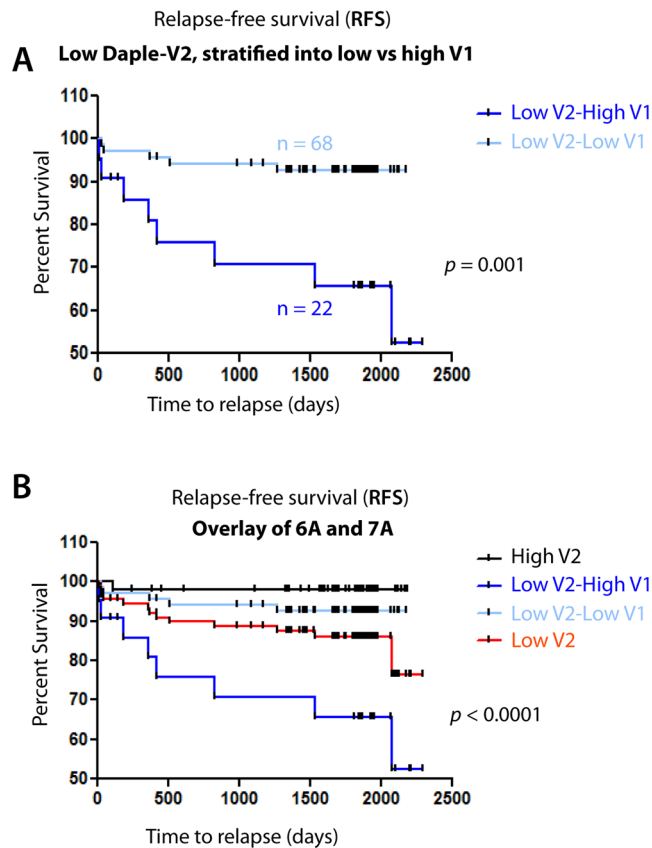 Relapse-free survival (RFS)
A
Low Daple-V2, stratified into low vs high V1
110
100
90
80
70
60
50
Percent Survival
n = 68
n = 22
Low V2-High V1
Low V2-Low V1
p = 0.001
0
500
1000
1500
2000
2500
Time to relapse (days)
B
Relapse-free survival (RFS)
Overlay of 6A and 7A
110
100
90
80
70
60
50
Percent Survival
High V2
Low V2-High V1
Low V2-Low V1
Low V2
p < 0.0001
0
500
1000
1500
2000
2500
Time to relapse (days)